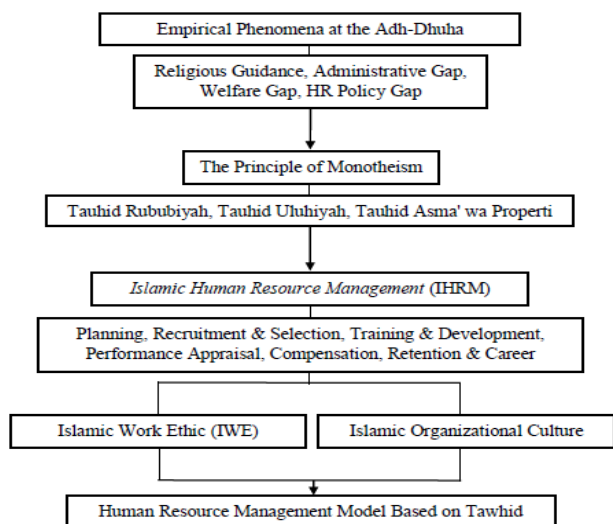 Empirical Phenomena at the Adh-Dhuha
Religious Guidance, Administrative Gap,
Welfare Gap, HR Policy Gap
The Principle of Monotheism
Tauhid Rububiyah, Tauhid Uluhiyah, Tauhid Asma' wa Properti
Islamic Human Resource Management (IHRM)
Planning, Recruitment & Selection, Training & Development,
Performance Appraisal, Compensation, Retention & Career
Islamic Work Ethic (IWE)
Islamic Organizational Culture
Human Resource Management Model Based on Tawhid